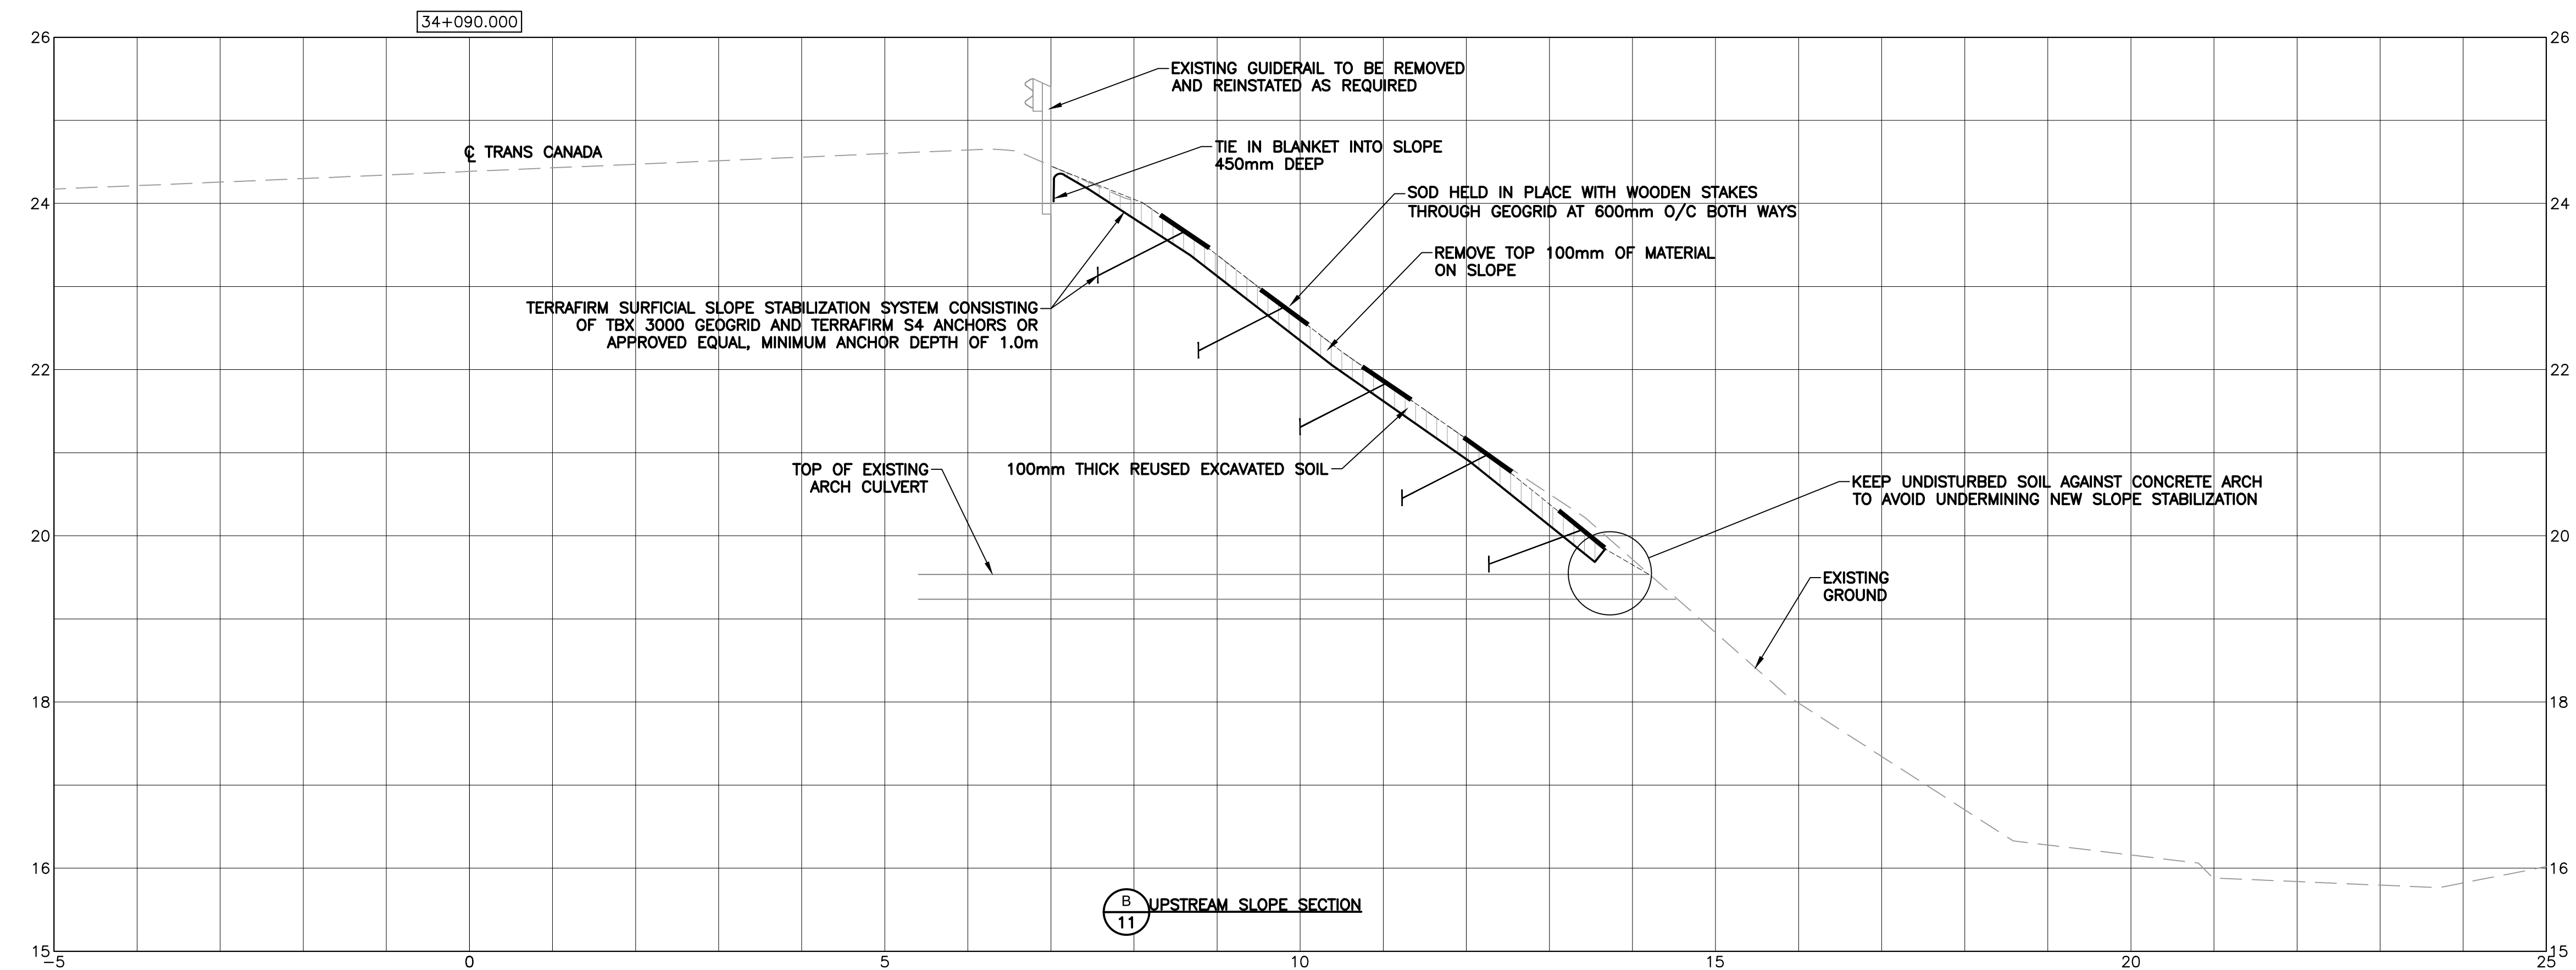 34+090.000
26
26
EXISTING GUIDERAIL TO BE REMOVED
AND REINSTATED AS REQUIRED
℄ TRANS CANADA
TIE IN BLANKET INTO SLOPE
450mm DEEP
SOD HELD IN PLACE WITH WOODEN STAKES
THROUGH GEOGRID AT 600mm O/C BOTH WAYS
24
24
REMOVE TOP 100mm OF MATERIAL
ON SLOPE
TERRAFIRM SURFICIAL SLOPE STABILIZATION SYSTEM CONSISTING
OF TBX 3000 GEOGRID AND TERRAFIRM S4 ANCHORS OR
APPROVED EQUAL, MINIMUM ANCHOR DEPTH OF 1.0m
22
22
TOP OF EXISTING
ARCH CULVERT
100mm THICK REUSED EXCAVATED SOIL
KEEP UNDISTURBED SOIL AGAINST CONCRETE ARCH
TO AVOID UNDERMINING NEW SLOPE STABILIZATION
20
20
EXISTING
GROUND
18
18
16
16
B
11
UPSTREAM SLOPE SECTION
15
15
-5
0
5
10
15
20
25